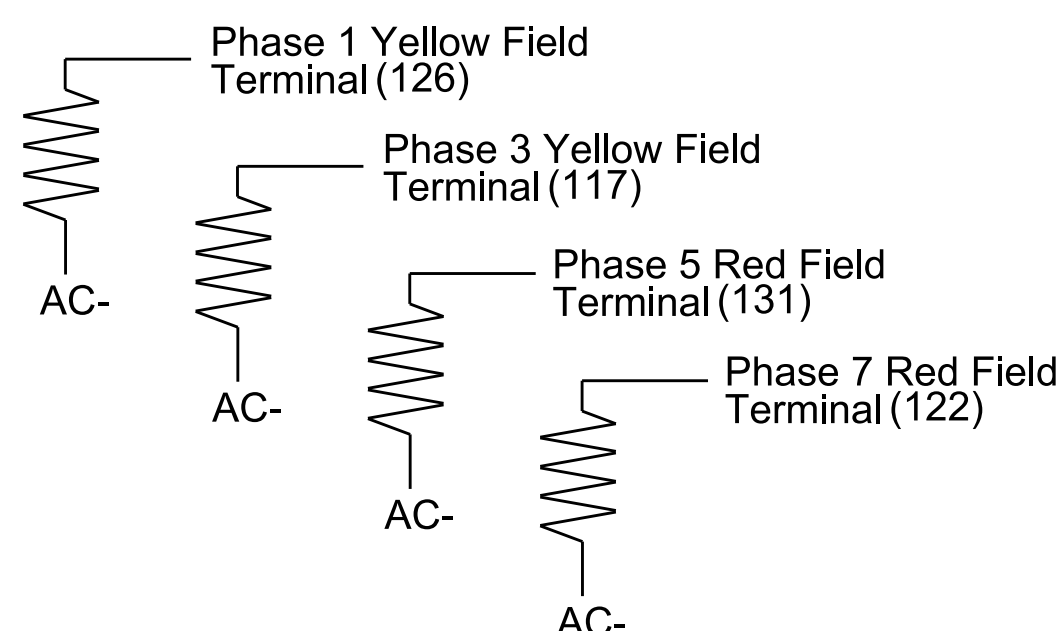 Phase 1 Yellow Field
Terminal (126)
AC-
Phase 3 Yellow Field
Terminal (117)
AC-
Phase 5 Red Field
Terminal (131)
AC-
Phase 7 Red Field
Terminal (122)
AC-